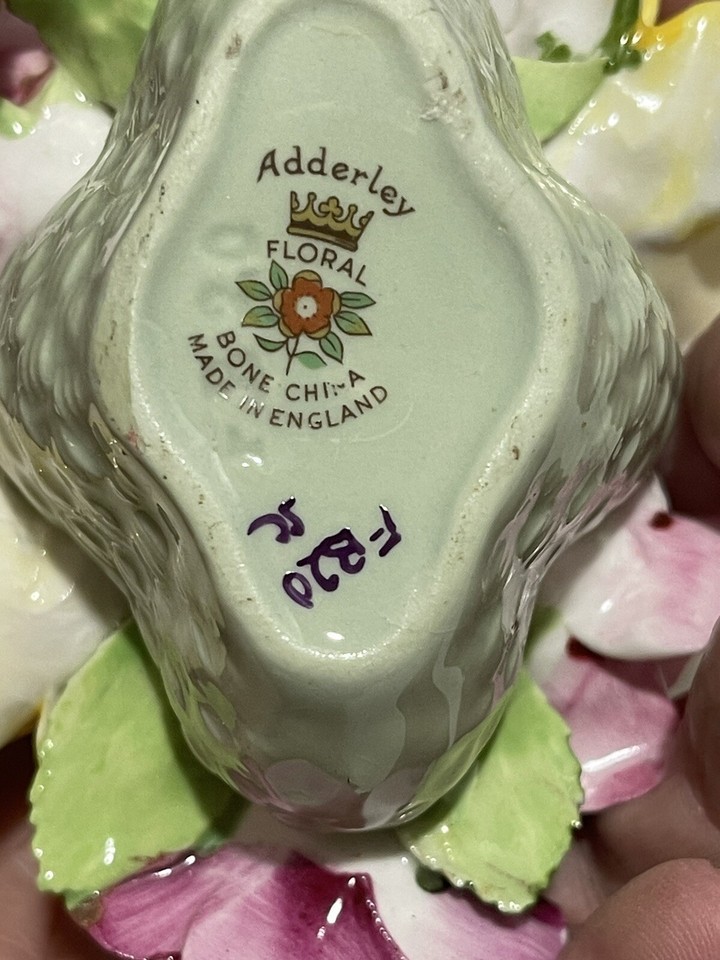 Adderley
FLORAL
BONE CHINA
MADE IN ENGLAND